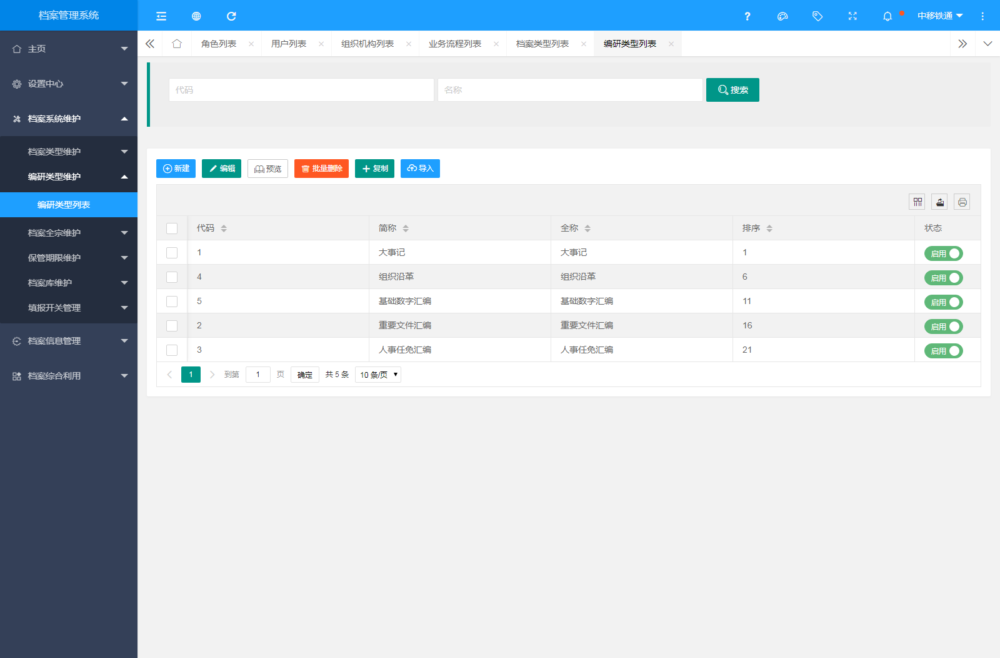 档案管理系统
?
中移铁通
主页
设置中心
档案系统维护
档案类型维护
编研类型维护
编研类型列表
档案全宗维护
保管期限维护
档案库维护
填报开关管理
档案信息管理
档案综合利用
角色列表 用户列表 组织机构列表 业务流程列表 档案类型列表 编研类型列表
代码 名称 搜索
新建 编辑 预览 批量删除 复制 导入
代码 简称 全称 排序 状态
1 大事记 大事记 1 启用
4 组织沿革 组织沿革 6 启用
5 基础数字汇编 基础数字汇编 11 启用
2 重要文件汇编 重要文件汇编 16 启用
3 人事任免汇编 人事任免汇编 21 启用
1 到第 1 页 确定 共 5 条 10 条/页